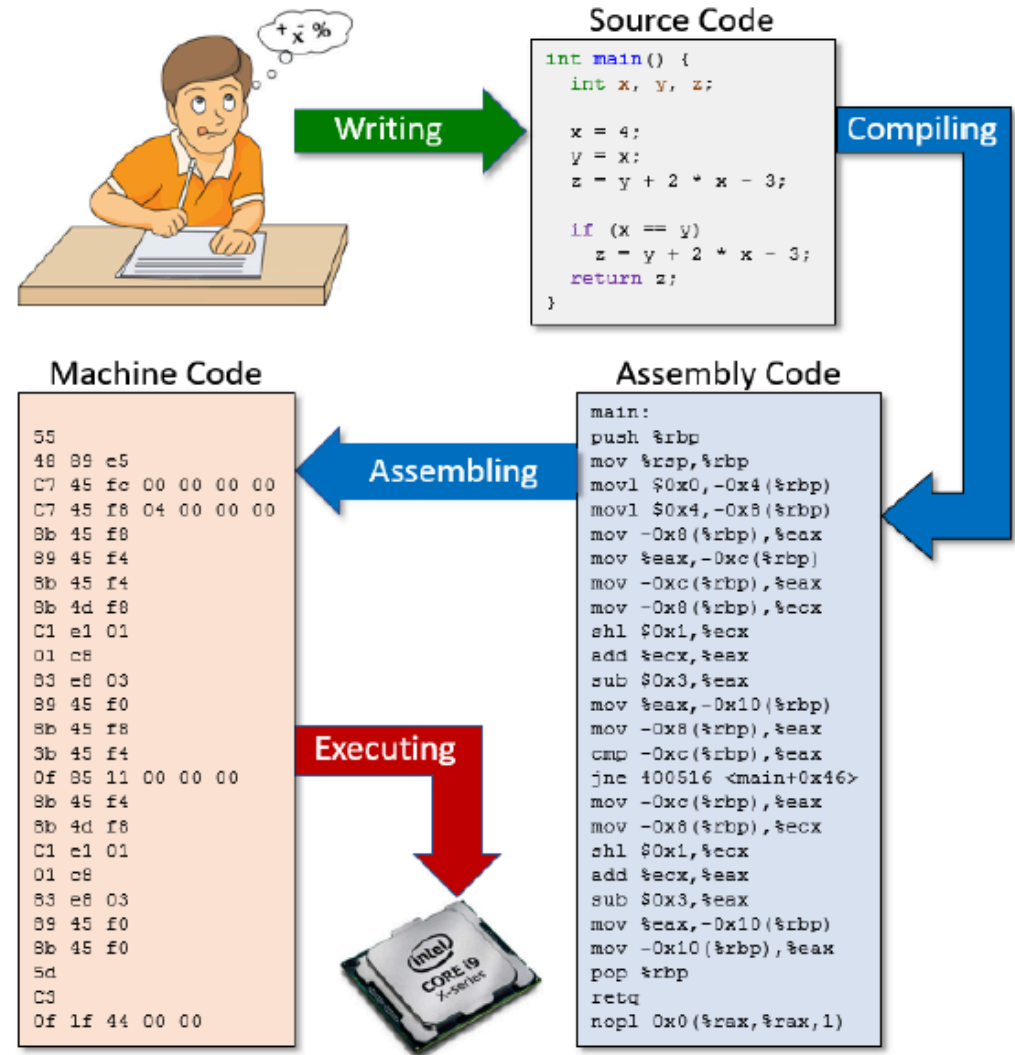 + - x %
Writing
Source Code
int main() {
int x, y, z;
x = 4;
y = x;
z = y + 2 * x - 3;
if (x == y)
z = y + 2 * x - 3;
return z;
}
Compiling
Assembly Code
main:
push %rbp
mov %rsp,%rbp
movl $0x0,-0x4(%rbp)
movl $0x4,-0x8(%rbp)
mov -0x8(%rbp),%eax
mov %eax,-0xc(%rbp)
mov -0xc(%rbp),%eax
mov -0x8(%rbp),%ecx
shl $0x1,%ecx
add %ecx,%eax
sub $0x3,%eax
mov %eax,-0x10(%rbp)
mov -0x8(%rbp),%eax
cmp -0xc(%rbp),%eax
jne 400516 <main+0x46>
mov -0xc(%rbp),%eax
mov -0x8(%rbp),%ecx
shl $0x1,%ecx
add %ecx,%eax
sub $0x3,%eax
mov %eax,-0x10(%rbp)
mov -0x10(%rbp),%eax
pop %rbp
retq
nopl 0x0(%rax,%rax,1)
Assembling
Machine Code
55
48 89 e5
C7 45 fc 00 00 00 00
C7 45 f8 04 00 00 00
8b 45 f8
89 45 f4
8b 45 f4
8b 4d f8
C1 e1 01
01 c8
83 e8 03
89 45 f0
8b 45 f8
3b 45 f4
0f 85 11 00 00 00
8b 45 f4
8b 4d f8
C1 e1 01
01 c8
83 e8 03
89 45 f0
8b 45 f0
5d
C3
0f 1f 44 00 00
Executing
intel
CORE i9
X-series